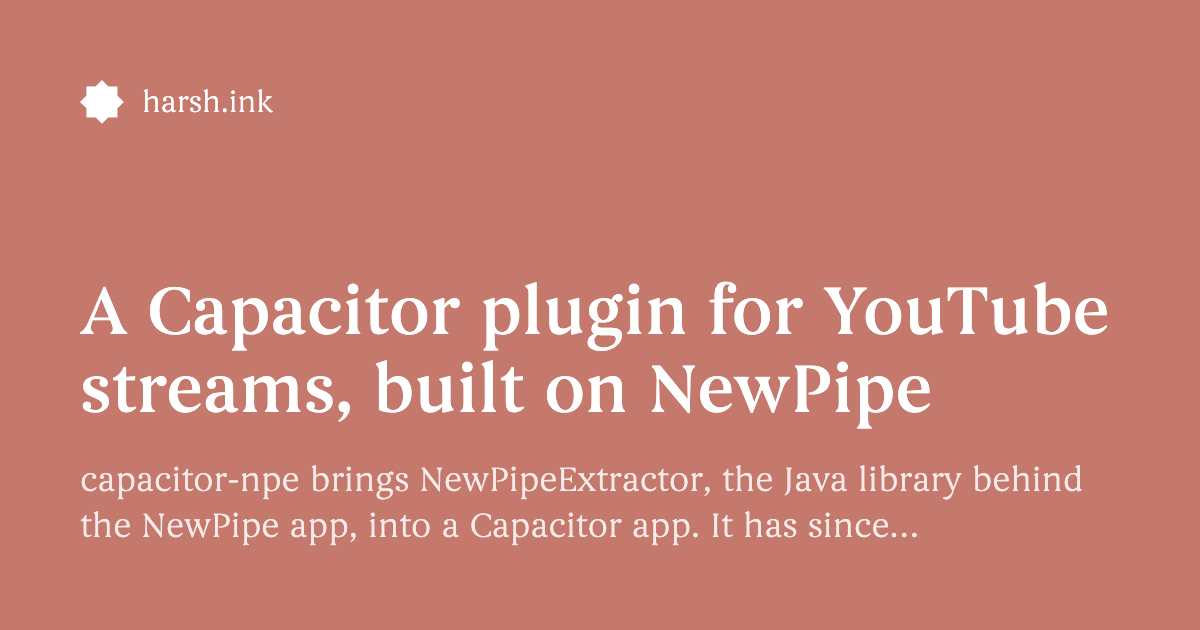 harsh.ink
A Capacitor plugin for YouTube
streams, built on NewPipe
capacitor-npe brings NewPipeExtractor, the Java library behind
the NewPipe app, into a Capacitor app. It has since...